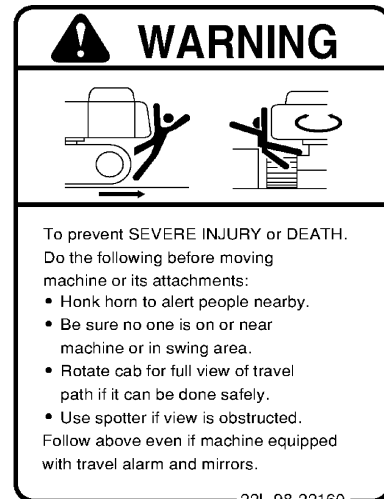 WARNING
To prevent SEVERE INJURY or DEATH.
Do the following before moving
machine or its attachments:
• Honk horn to alert people nearby.
• Be sure no one is on or near
machine or in swing area.
• Rotate cab for full view of travel
path if it can be done safely.
• Use spotter if view is obstructed.
Follow above even if machine equipped
with travel alarm and mirrors.